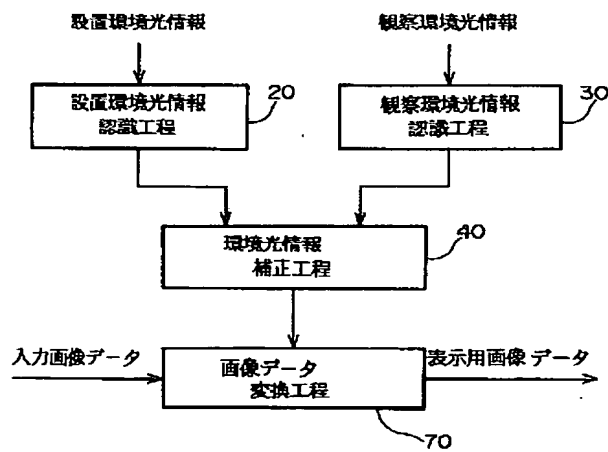 設置環境光情報
観察環境光情報
設置環境光情報
認識工程
20
観察環境光情報
認識工程
30
環境光情報
補正工程
40
入力画像データ
画像データ
変換工程
表示用画像データ
70